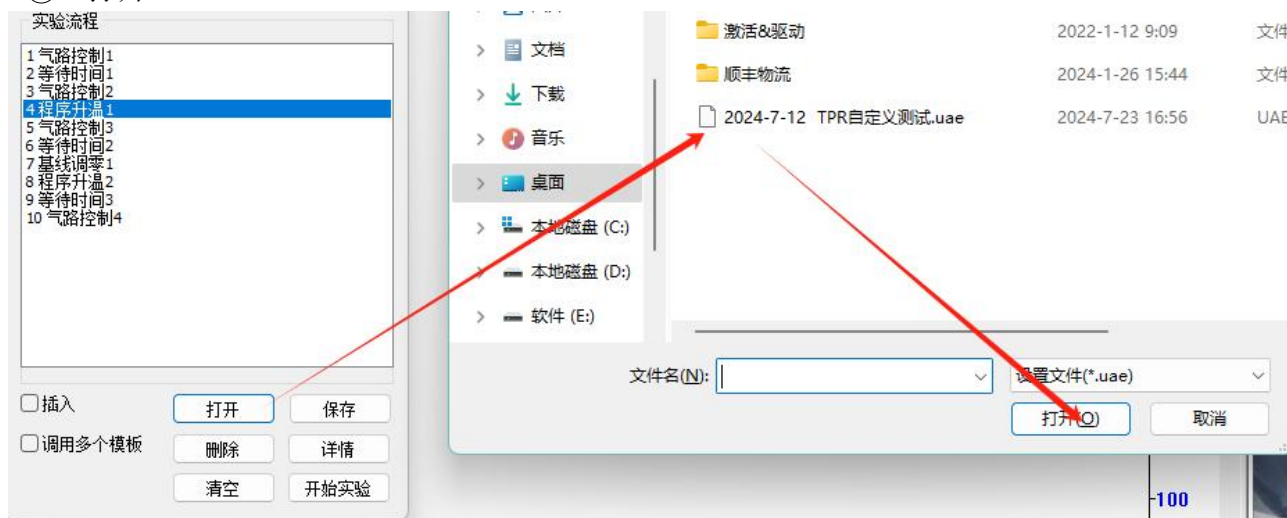 实验流程
1 气路控制1
2 等待时间1
3 气路控制2
4 程序升温1
5 气路控制3
6 等待时间2
7 基线调零1
8 程序升温2
9 等待时间3
10 气路控制4
插入
打开
保存
调用多个模板
删除
详情
清空
开始实验
文档
下载
音乐
桌面
本地磁盘 (C:)
本地磁盘 (D:)
软件 (E:)
激活&驱动 2022-1-12 9:09 文件
顺丰物流 2024-1-26 15:44 文件
2024-7-12 TPR自定义测试.uae 2024-7-23 16:56 UAE
文件名(N):
设置文件(*.uae)
打开(O)
取消
-100